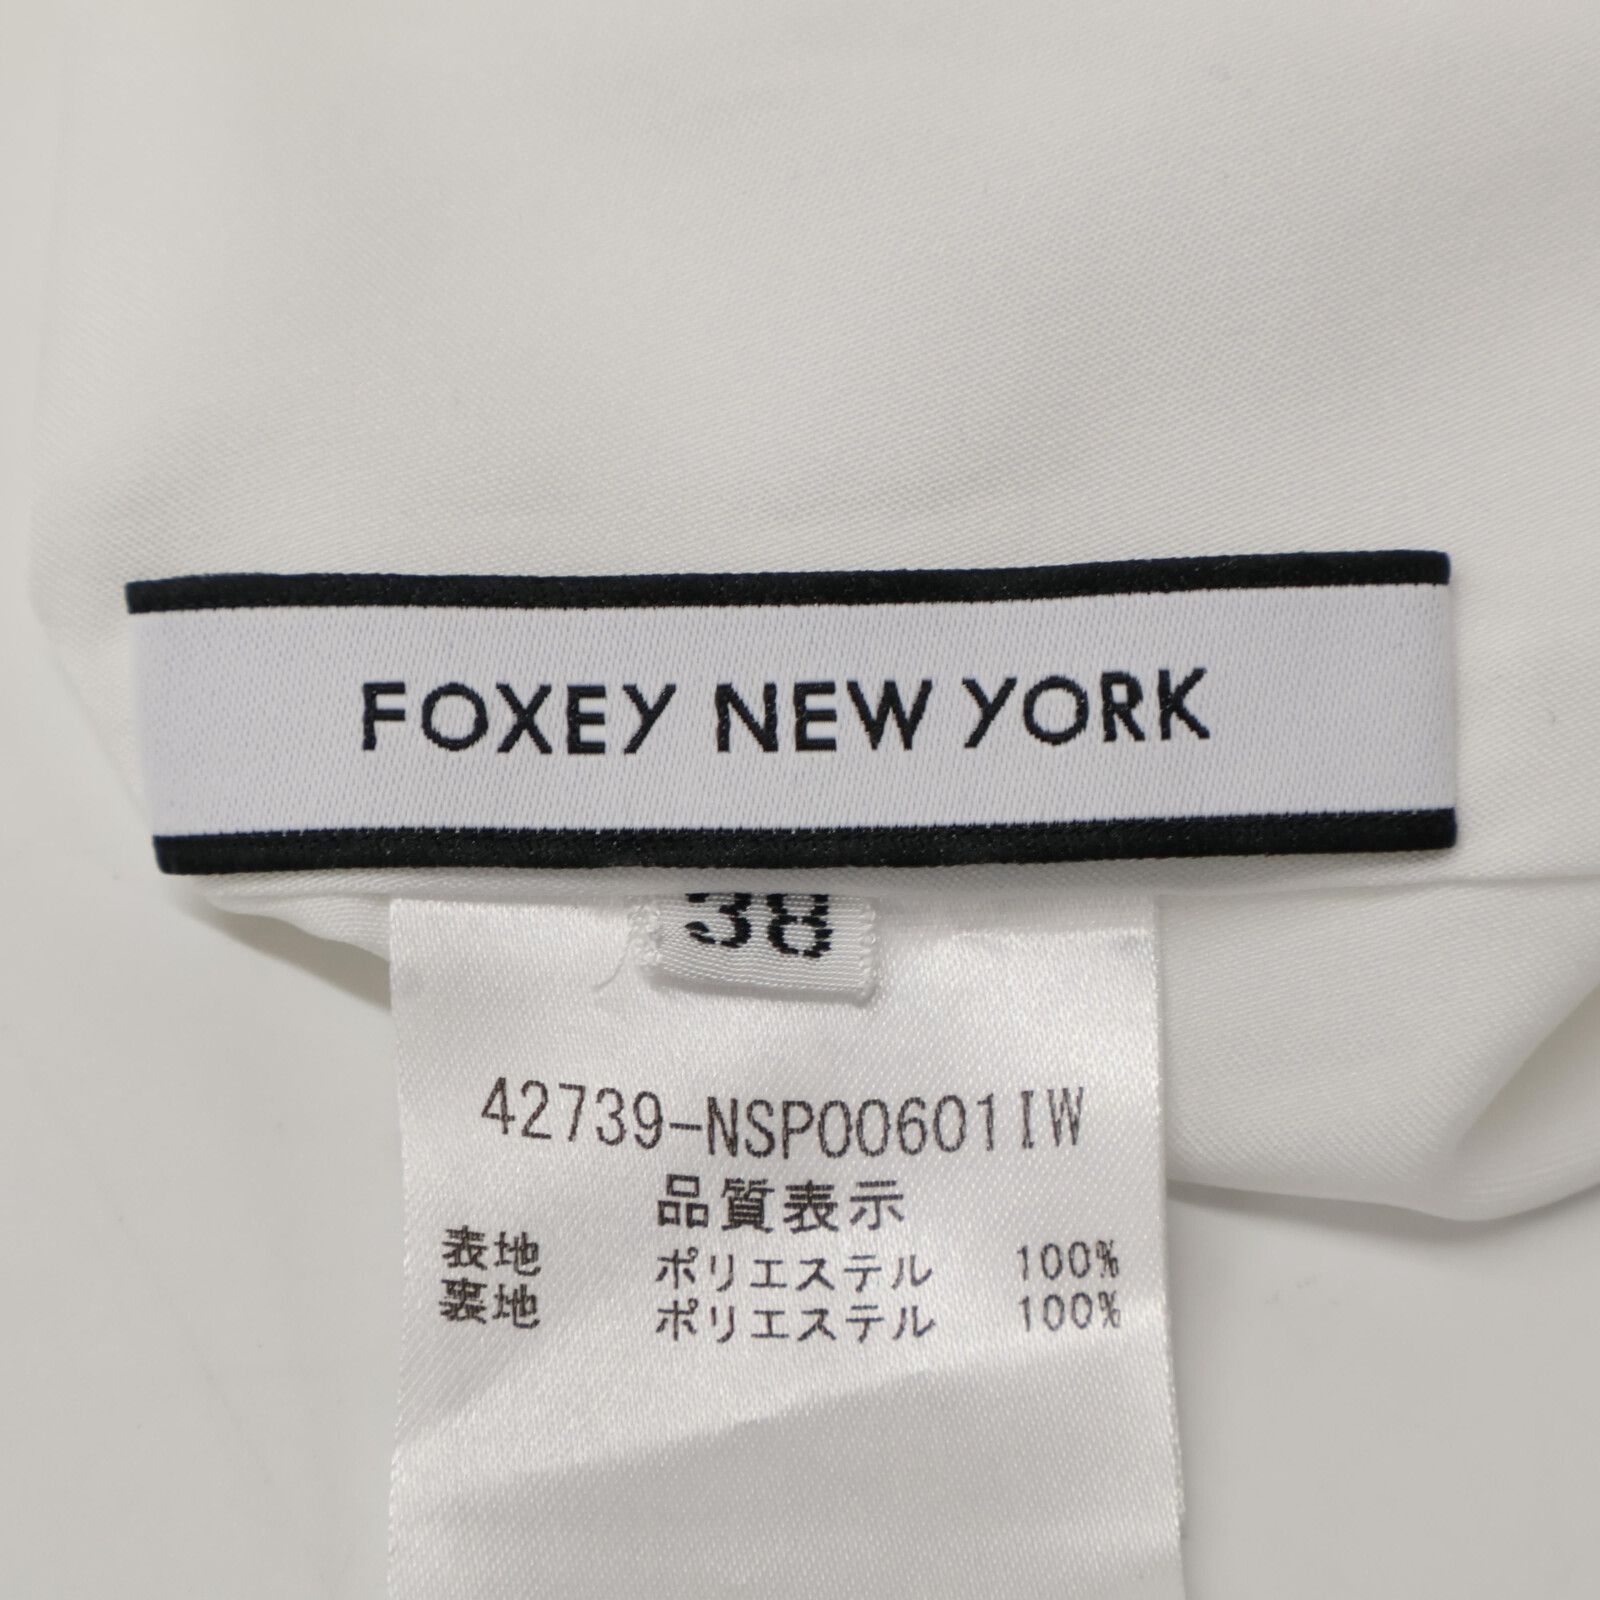 FOXEY NEW YORK
38
42739-NSP00601IW
品質表示
表地 ポリエステル 100%
裏地 ポリエステル 100%